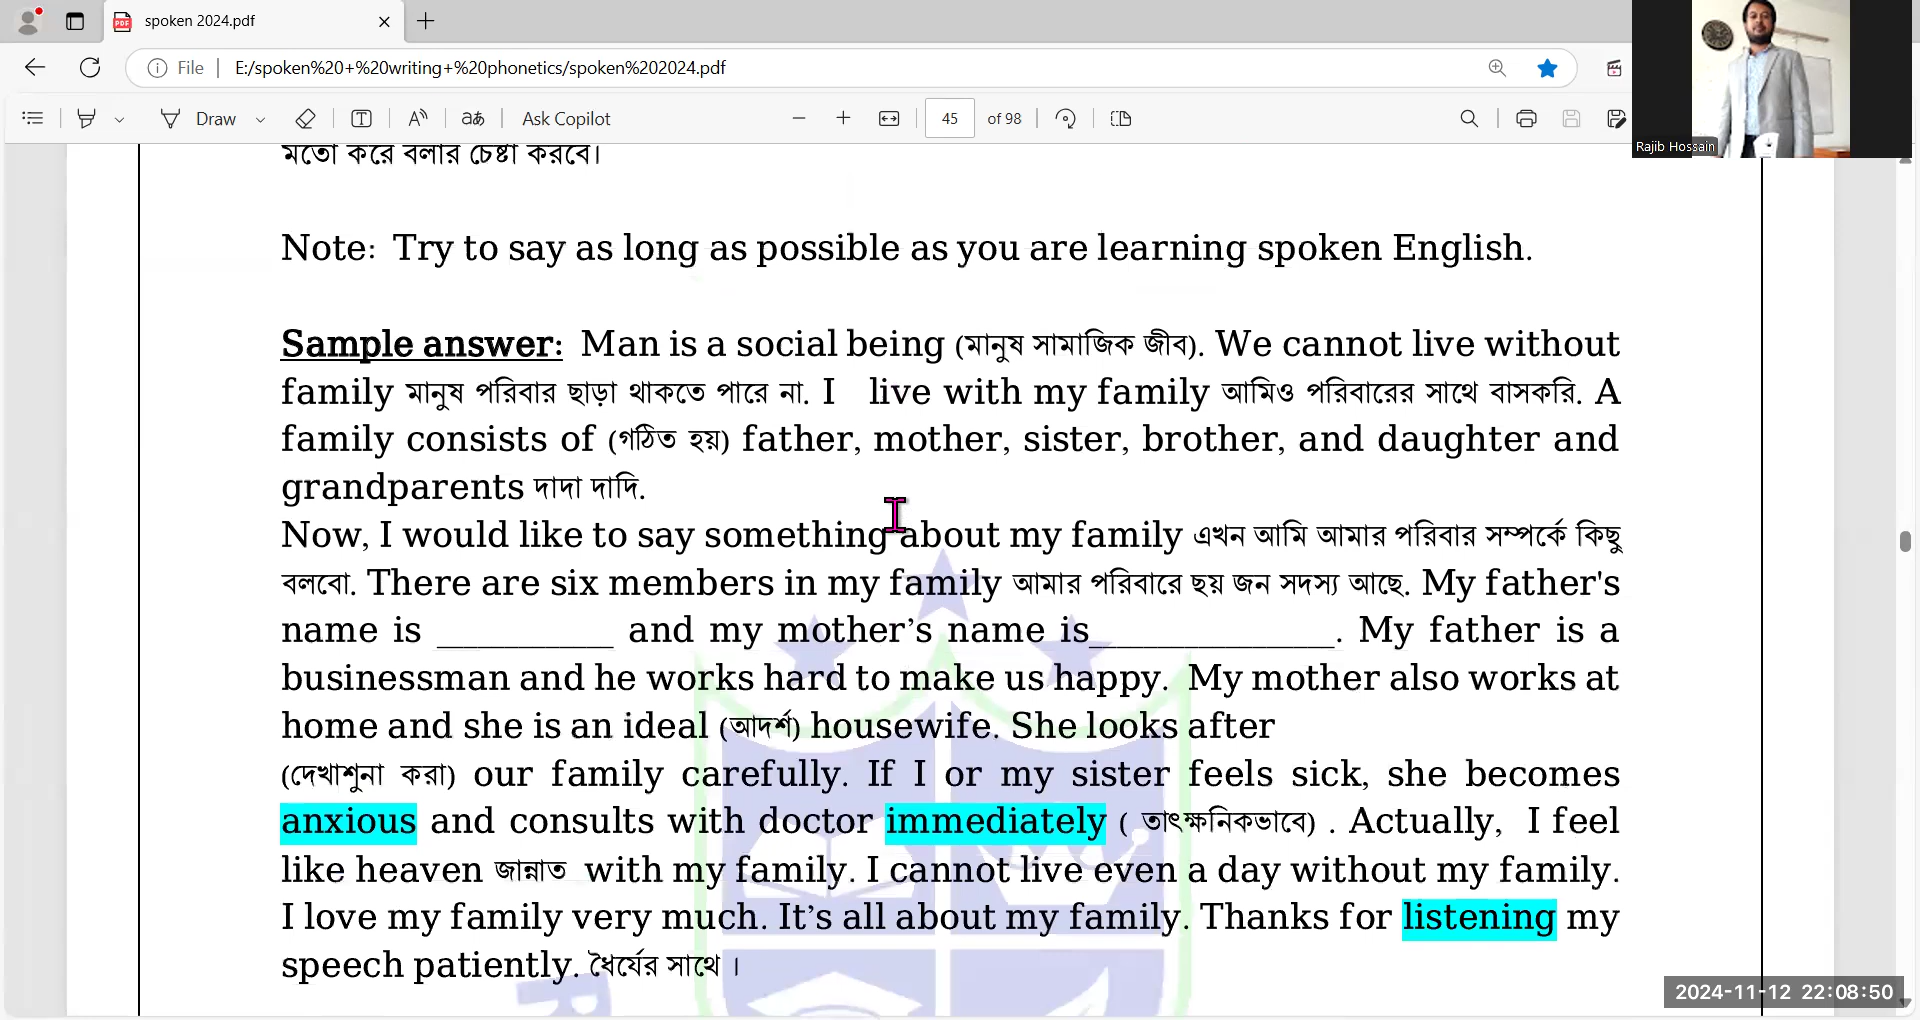 spoken 2024.pdf
File
E:/spoken%20+%20writing+%20phonetics/spoken%202024.pdf
Draw
Ask Copilot
45 of 98
Rajib Hossain
মতো করে বলার চেষ্টা করবে।
Note: Try to say as long as possible as you are learning spoken English.
Sample answer: Man is a social being (মানুষ সামাজিক জীব). We cannot live without
family মানুষ পরিবার ছাড়া থাকতে পারে না. I live with my family আমিও পরিবারের সাথে বাসকরি. A
family consists of (গঠিত হয়) father, mother, sister, brother, and daughter and
grandparents দাদা দাদি.
Now, I would like to say something about my family এখন আমি আমার পরিবার সম্পর্কে কিছু
বলবো. There are six members in my family আমার পরিবারে ছয় জন সদস্য আছে. My father's
name is __________ and my mother’s name is______________. My father is a
businessman and he works hard to make us happy. My mother also works at
home and she is an ideal (আদর্শ) housewife. She looks after
(দেখাশুনা করা) our family carefully. If I or my sister feels sick, she becomes
anxious and consults with doctor immediately ( তাৎক্ষনিকভাবে) . Actually, I feel
like heaven জান্নাত with my family. I cannot live even a day without my family.
I love my family very much. It’s all about my family. Thanks for listening my
speech patiently. ধৈর্যের সাথে ।
2024-11-12 22:08:50